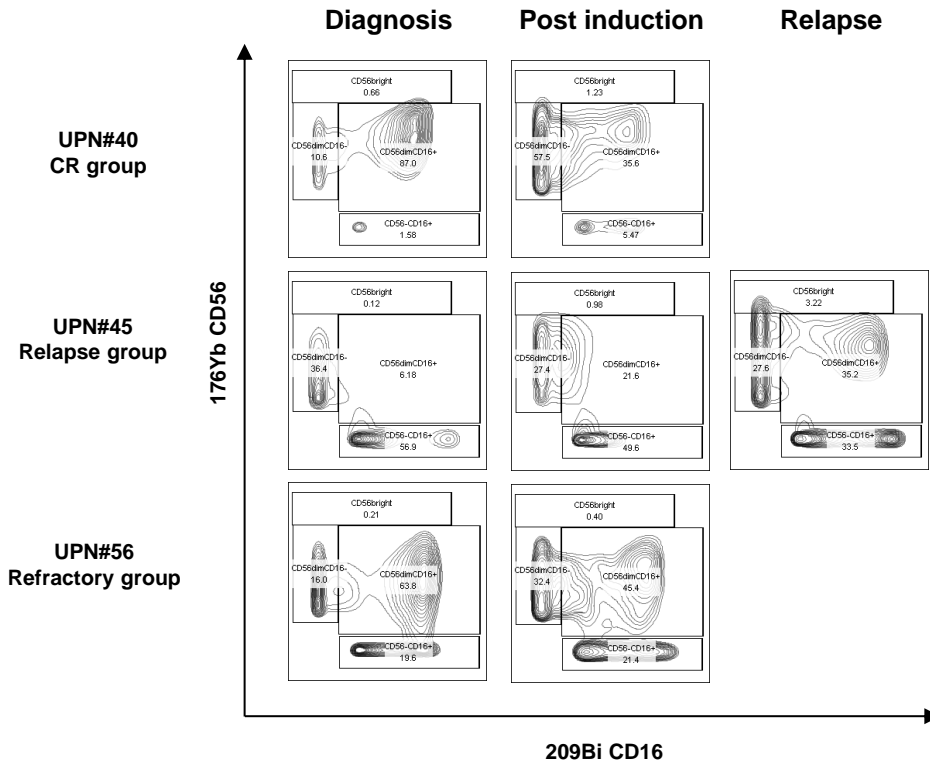 Diagnosis Post induction Relapse
UPN#40
CR group
CD56bright
0.66
CD56dimCD16-
10.6
CD56dimCD16+
87.0
CD56-CD16+
1.58
CD56bright
1.23
CD56dimCD16-
57.5
CD56dimCD16+
35.6
CD56-CD16+
5.47
UPN#45
Relapse group
CD56bright
0.12
CD56dimCD16-
36.4
CD56dimCD16+
6.18
CD56-CD16+
56.9
CD56bright
0.98
CD56dimCD16-
27.4
CD56dimCD16+
21.6
CD56-CD16+
49.6
CD56bright
3.22
CD56dimCD16-
27.6
CD56dimCD16+
35.2
CD56-CD16+
33.5
UPN#56
Refractory group
CD56bright
0.21
CD56dimCD16-
16.0
CD56dimCD16+
63.8
CD56-CD16+
19.6
CD56bright
0.40
CD56dimCD16-
32.4
CD56dimCD16+
45.4
CD56-CD16+
21.4
176Yb CD56
209Bi CD16